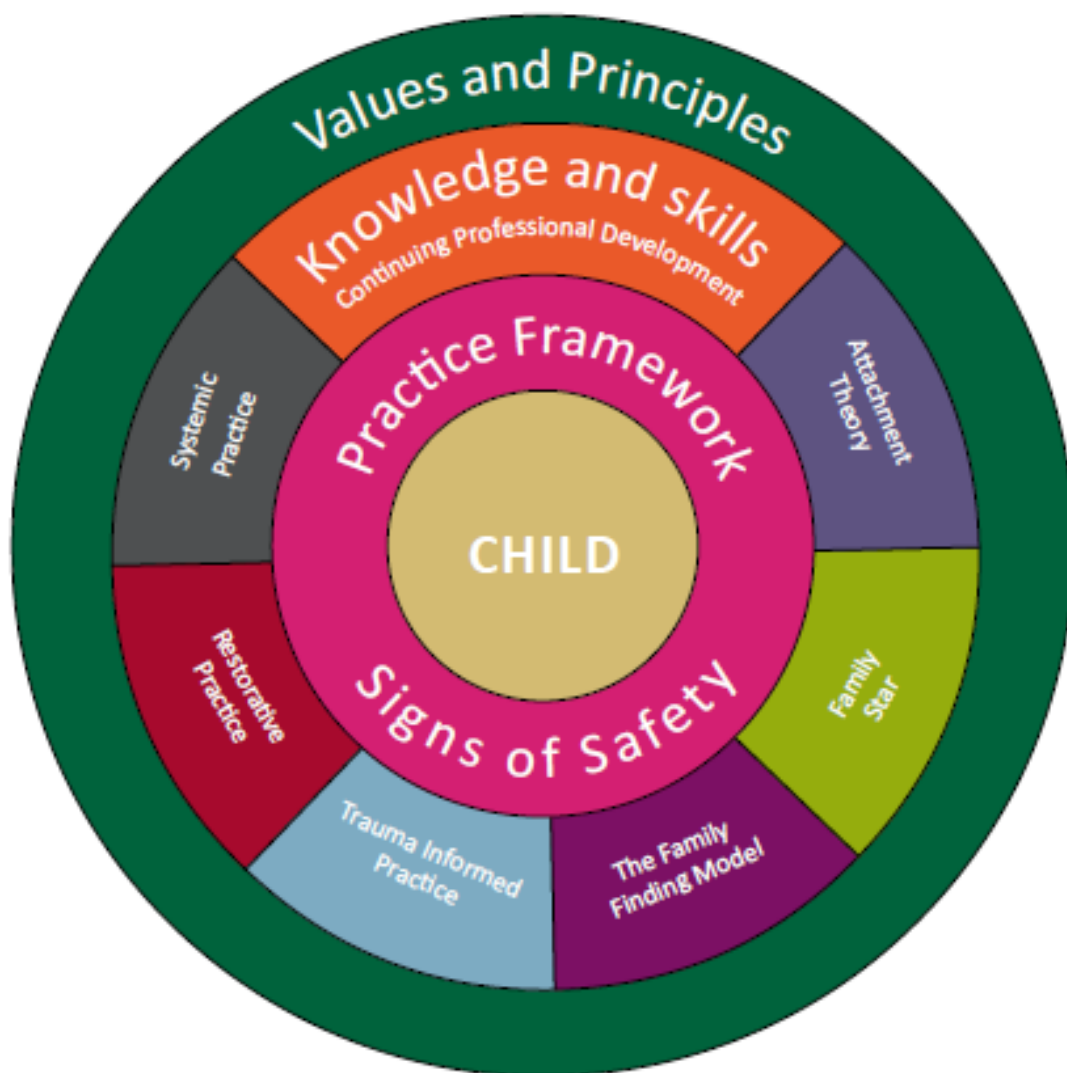 Values and Principles
Knowledge and skills
Continuing Professional Development
Systemic
Practice
Attachment
Theory
Practice Framework
CHILD
Signs of Safety
Restorative
Practice
Family
Star
Trauma Informed
Practice
The Family
Finding Model